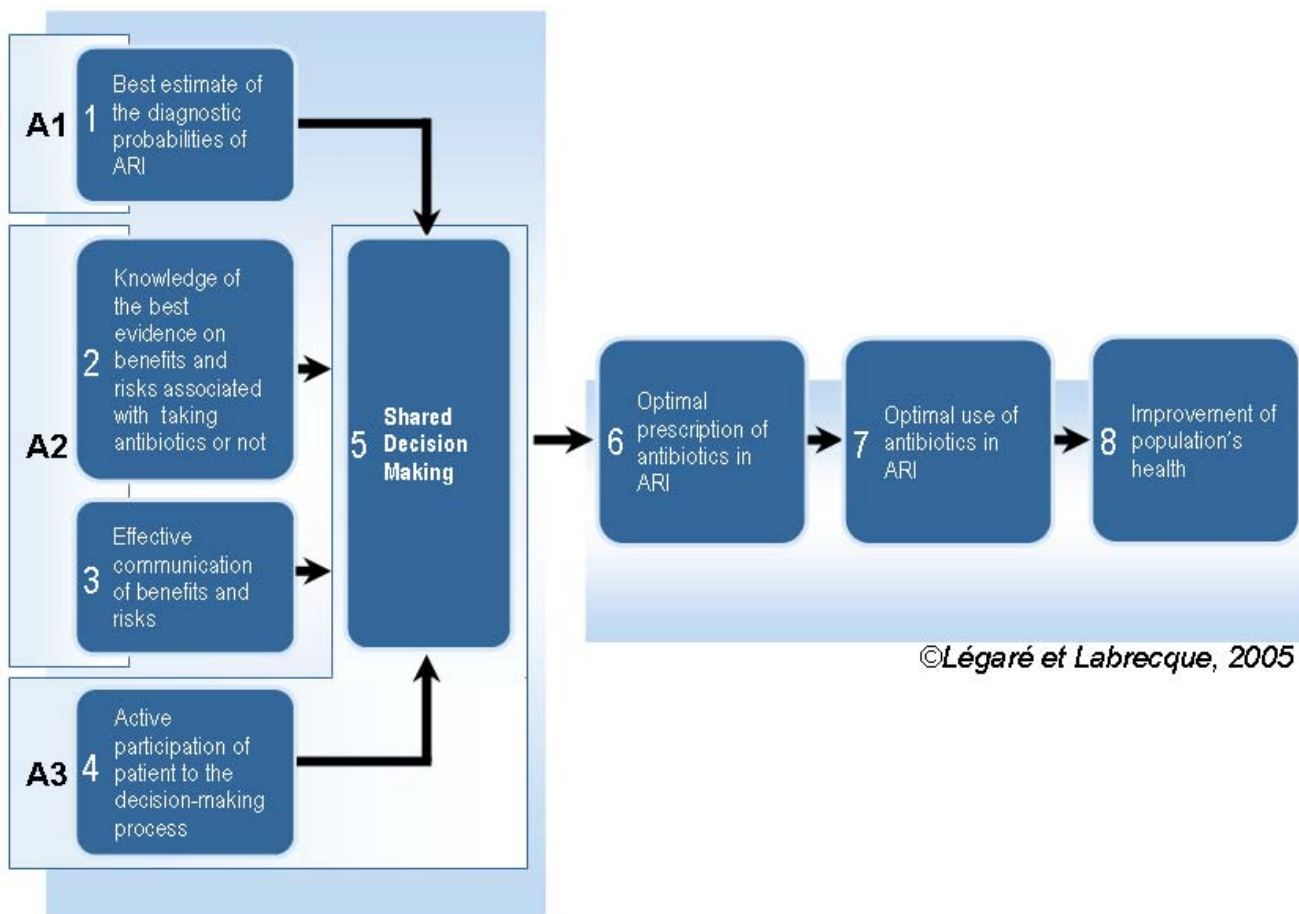 A1
1
Best estimate of
the diagnostic
probabilities of
ARI
A2
2
Knowledge of
the best
evidence on
benefits and
risks associated
with taking
antibiotics or not
3
Effective
communication
of benefits and
risks
A3
4
Active
participation of
patient to the
decision-making
process
5
Shared
Decision
Making
6
Optimal
prescription of
antibiotics in
ARI
7
Optimal use of
antibiotics in
ARI
8
Improvement of
population's
health
©Légaré et Labrecque, 2005